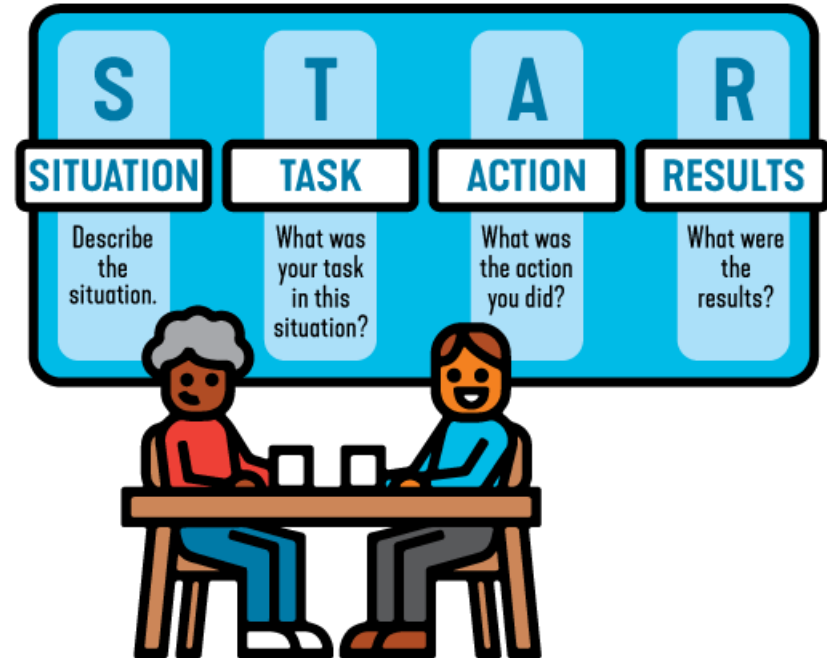 S
T
A
R
SITUATION
TASK
ACTION
RESULTS
Describe
the
situation.
What was
your task
in this
situation?
What was
the action
you did?
What were
the
results?